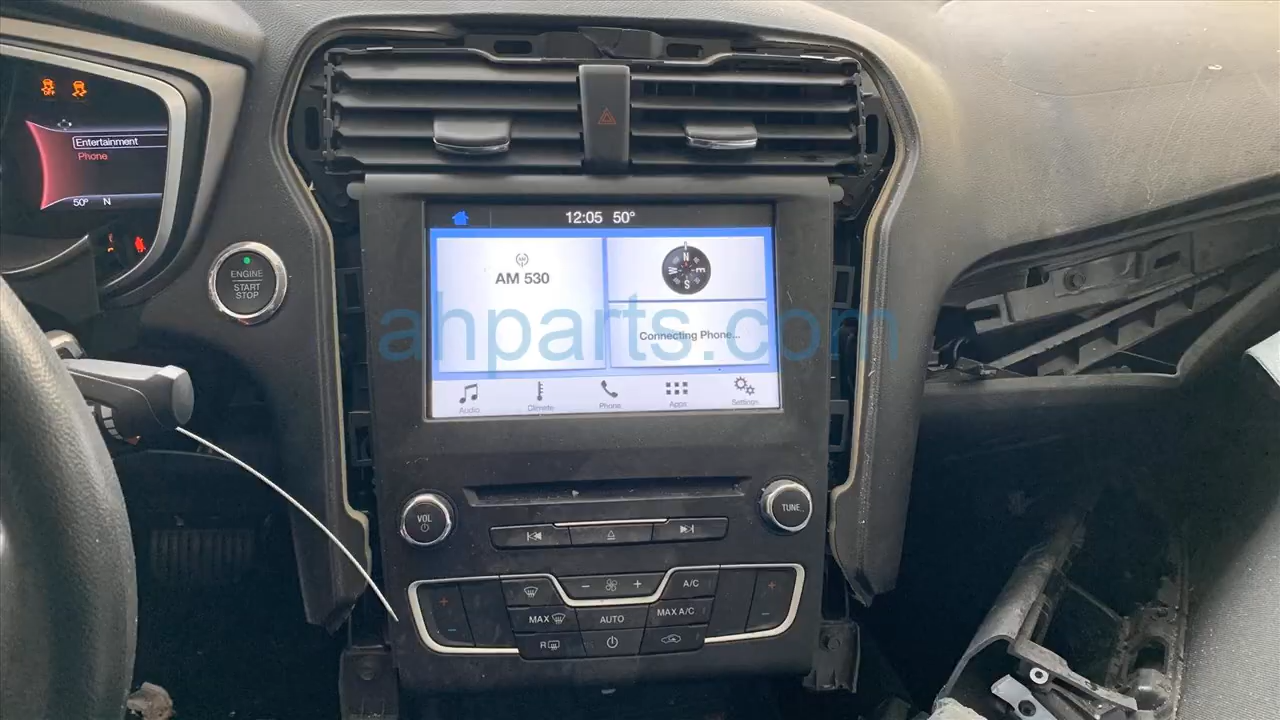 OFF
Entertainment
Phone
50° N
ENGINE
START
STOP
12:05 50°
AM 530
N
W E
S
Connecting Phone...
ahparts.com
Audio
Climate
Phone
Apps
Settings
VOL
TUNE
A/C
MAX
AUTO
MAX A/C
R